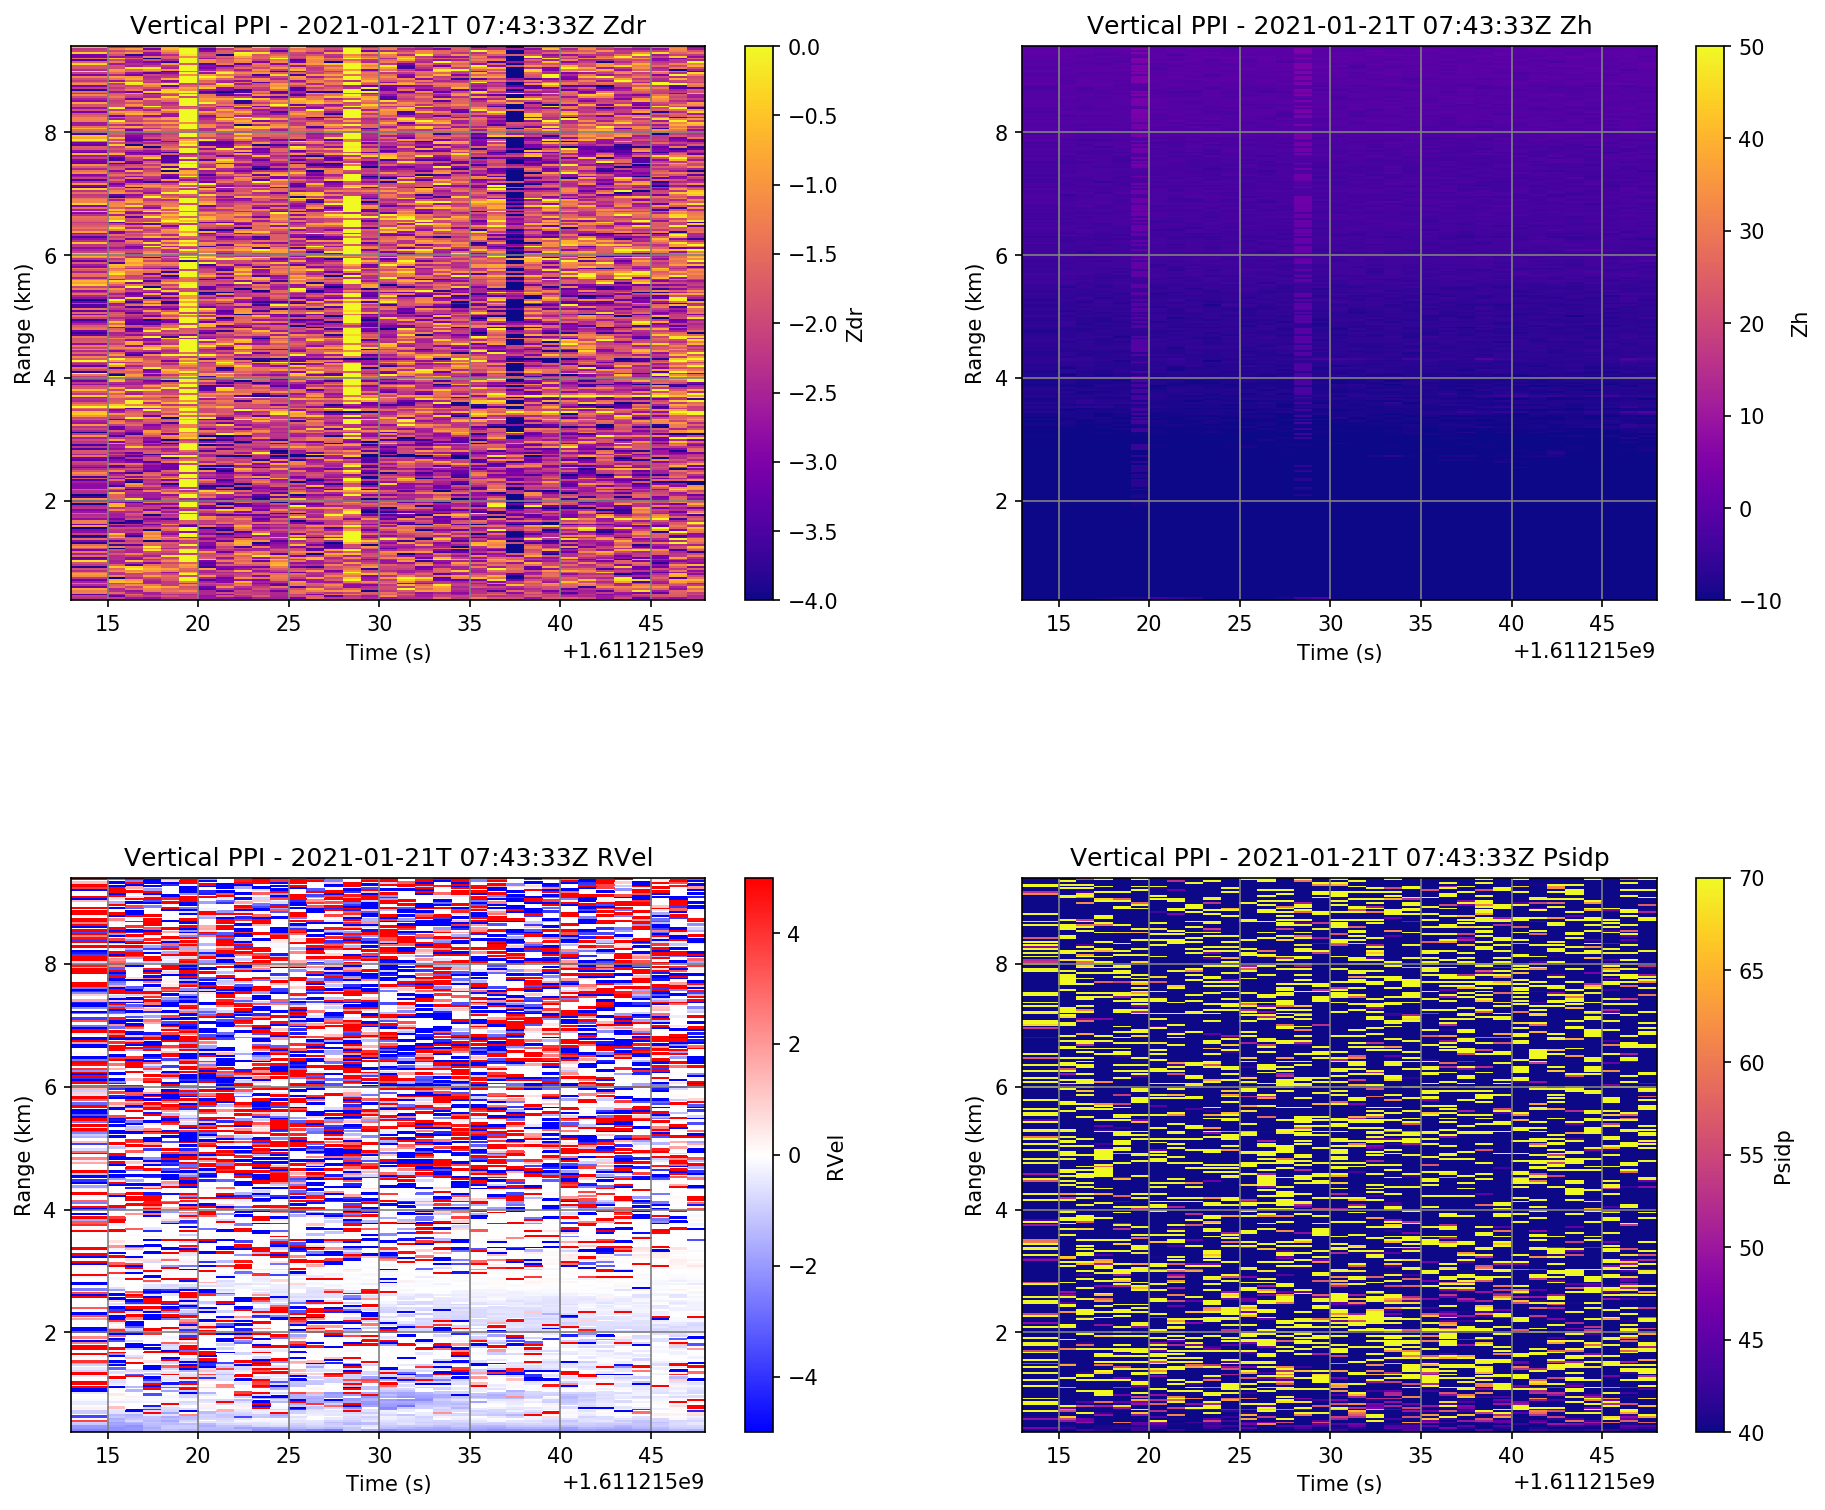 Vertical PPI - 2021-01-21T 07:43:33Z Zdr
Range (km)
8
6
4
2
15 20 25 30 35 40 45
Time (s)
+1.611215e9
0.0
−0.5
−1.0
−1.5
−2.0
−2.5
−3.0
−3.5
−4.0
Zdr
Vertical PPI - 2021-01-21T 07:43:33Z Zh
Range (km)
8
6
4
2
15 20 25 30 35 40 45
Time (s)
+1.611215e9
50
40
30
20
10
0
−10
Zh
Vertical PPI - 2021-01-21T 07:43:33Z RVel
Range (km)
8
6
4
2
15 20 25 30 35 40 45
Time (s)
+1.611215e9
4
2
0
−2
−4
RVel
Vertical PPI - 2021-01-21T 07:43:33Z Psidp
Range (km)
8
6
4
2
15 20 25 30 35 40 45
Time (s)
+1.611215e9
70
65
60
55
50
45
40
Psidp